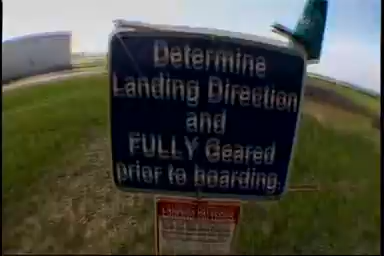 Determine
Landing Direction
and
FULLY Geared
prior to boarding.